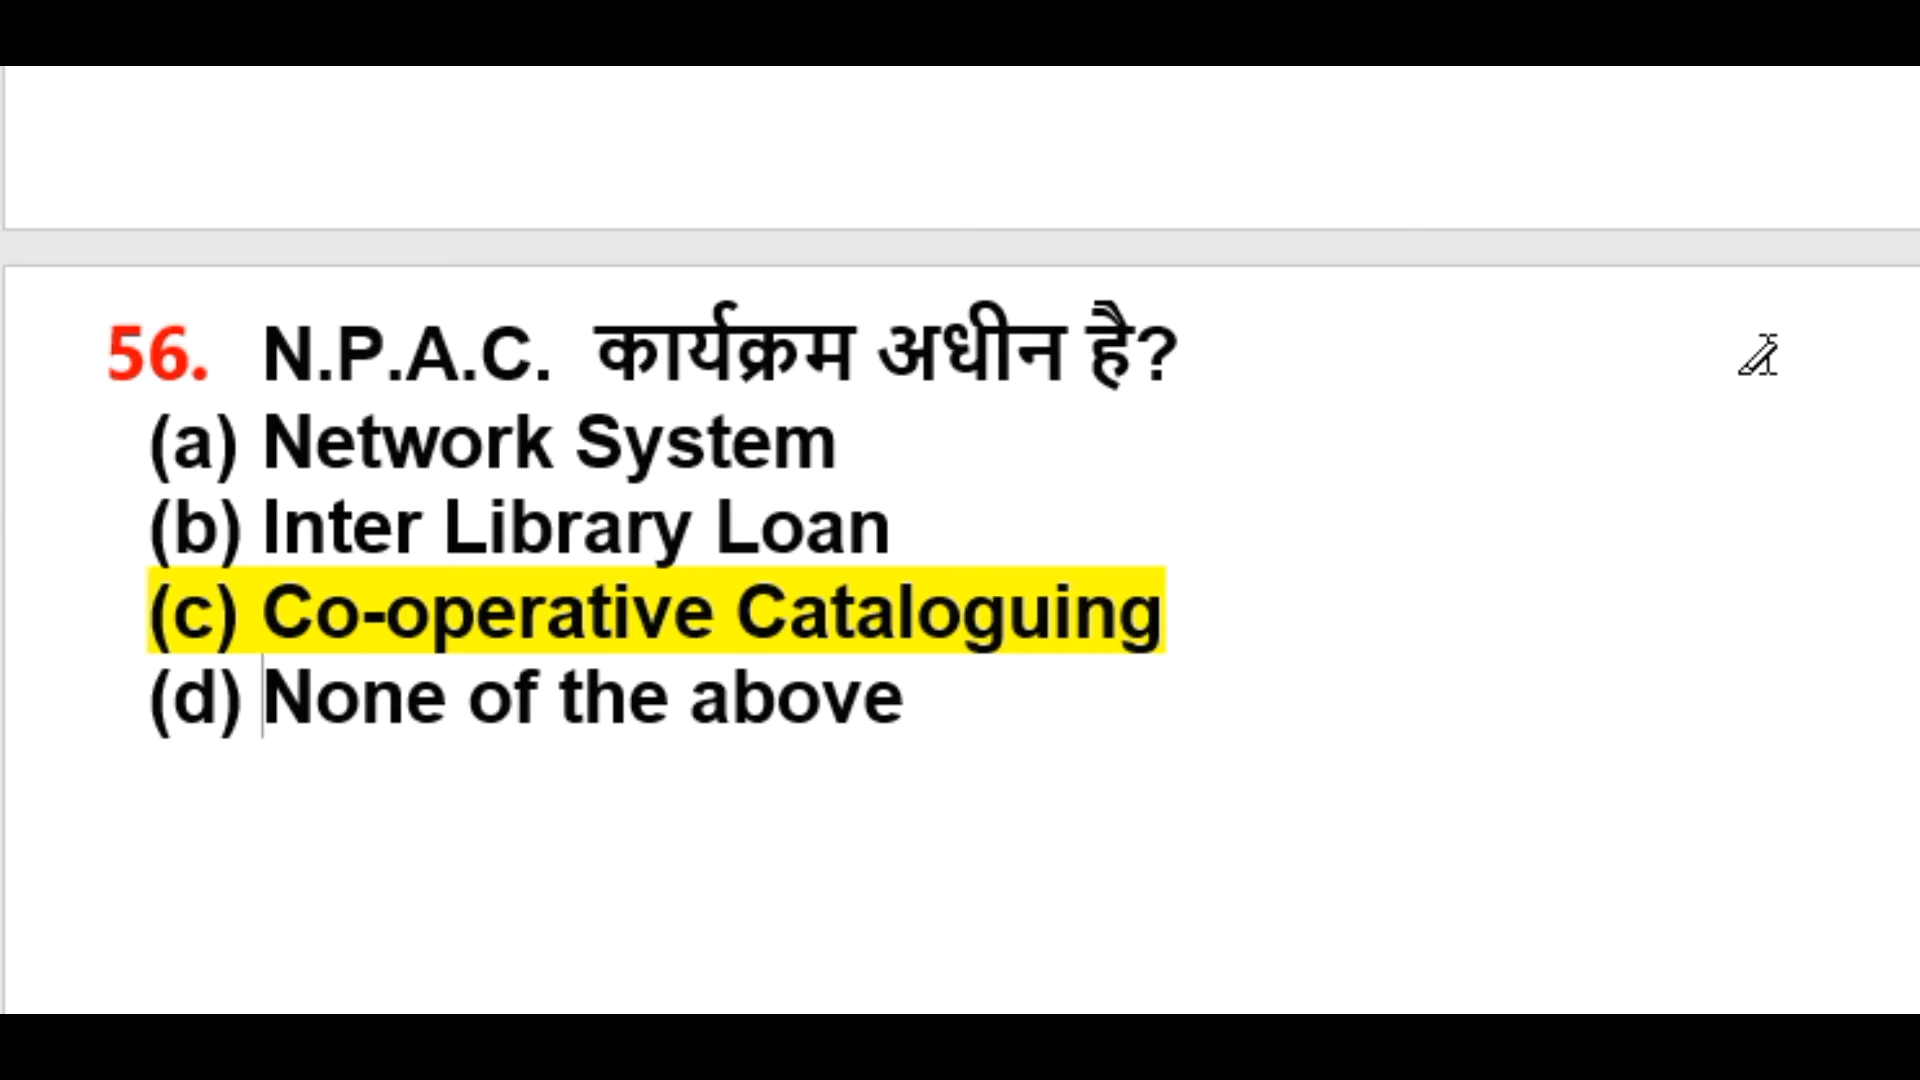 56. N.P.A.C. कार्यक्रम अधीन है?
(a) Network System
(b) Inter Library Loan
(c) Co-operative Cataloguing
(d) None of the above